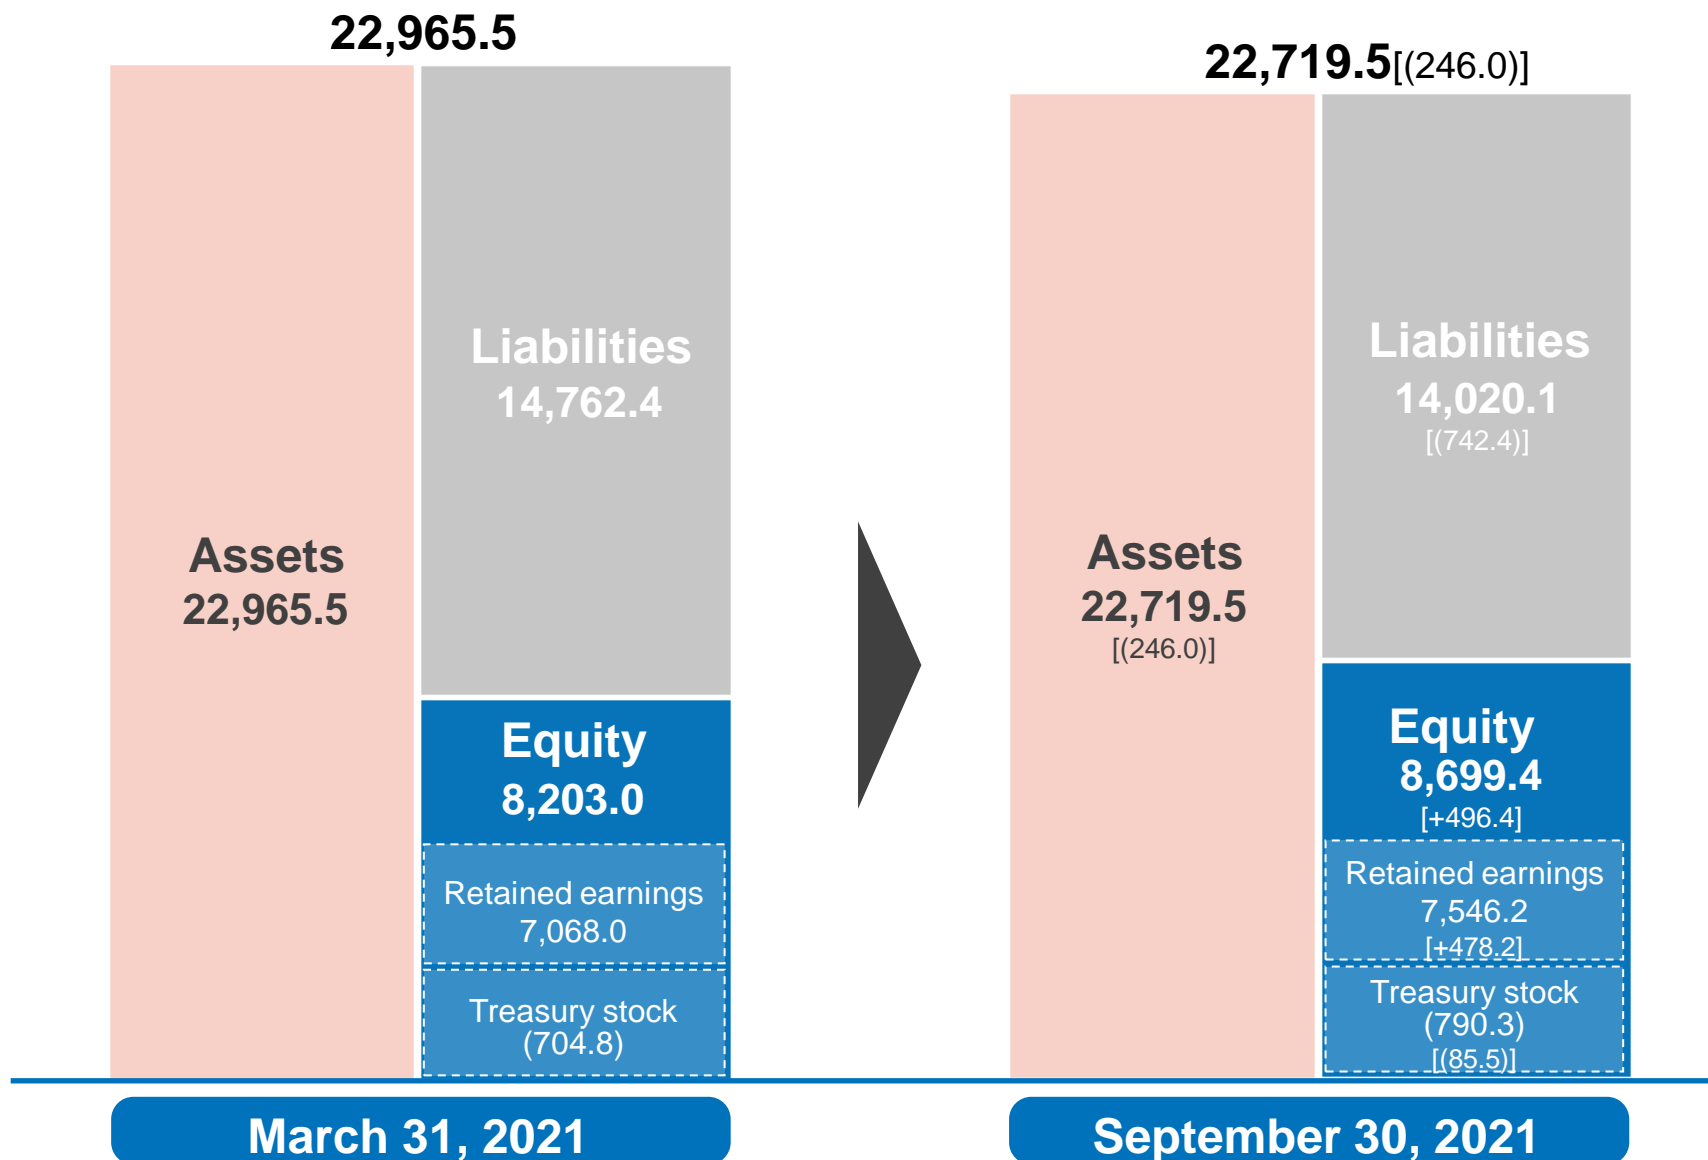 22,965.5
Assets
22,965.5
Liabilities
14,762.4
Equity
8,203.0
Retained earnings
7,068.0
Treasury stock
(704.8)
March 31, 2021
22,719.5[(246.0)]
Assets
22,719.5
[(246.0)]
Liabilities
14,020.1
[(742.4)]
Equity
8,699.4
[+496.4]
Retained earnings
7,546.2
[+478.2]
Treasury stock
(790.3)
[(85.5)]
September 30, 2021